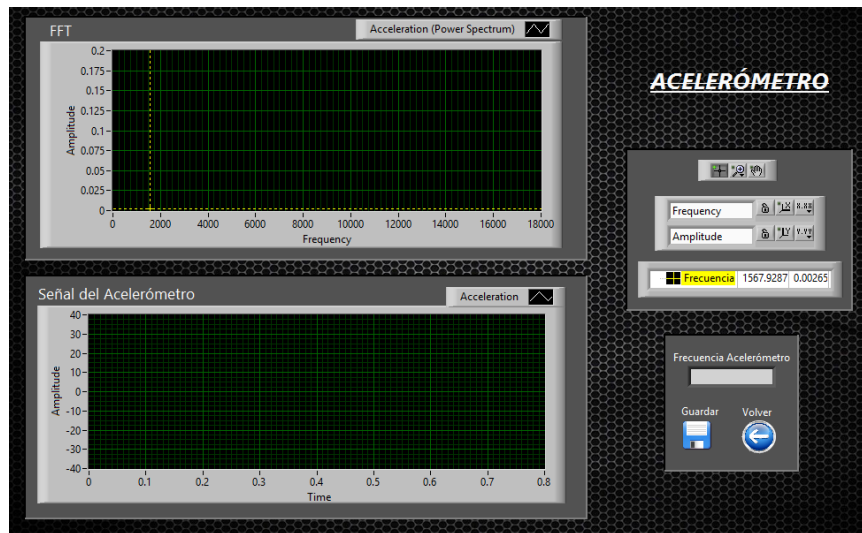 FFT
Acceleration (Power Spectrum)
0.2
0.175
0.15
0.125
0.1
0.075
0.05
0.025
0
Amplitude
0 2000 4000 6000 8000 10000 12000 14000 16000 18000
Frequency
Señal del Acelerómetro
Acceleration
40
30
20
10
0
-10
-20
-30
-40
Amplitude
0 0.1 0.2 0.3 0.4 0.5 0.6 0.7 0.8
Time
ACELERÓMETRO
Frequency
Amplitude
Frecuencia 1567.9287 0.00265
Frecuencia Acelerómetro
Guardar Volver